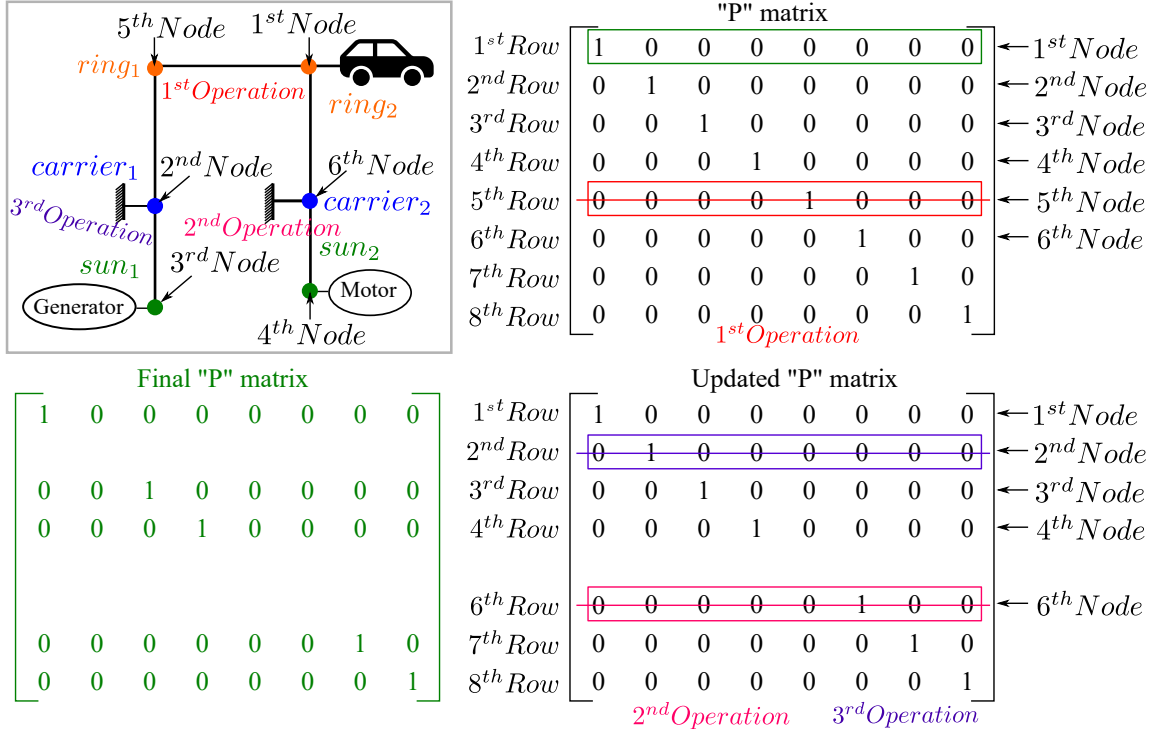 5^th Node
1^st Node
ring_1
1^st Operation
ring_2
carrier_1
2^nd Node
6^th Node
3^rd Operation
2^nd Operation
carrier_2
sun_1
3^rd Node
sun_2
Generator
Motor
4^th Node
"P" matrix
1^st Row 1 0 0 0 0 0 0 0 1^st Node
2^nd Row 0 1 0 0 0 0 0 0 2^nd Node
3^rd Row 0 0 1 0 0 0 0 0 3^rd Node
4^th Row 0 0 0 1 0 0 0 0 4^th Node
5^th Row 0 0 0 0 1 0 0 0 5^th Node
6^th Row 0 0 0 0 0 1 0 0 6^th Node
7^th Row 0 0 0 0 0 0 1 0
8^th Row 0 0 0 0 0 0 0 1
1^st Operation
Final "P" matrix
1 0 0 0 0 0 0 0
0 0 1 0 0 0 0 0
0 0 0 1 0 0 0 0
0 0 0 0 0 0 1 0
0 0 0 0 0 0 0 1
Updated "P" matrix
1^st Row 1 0 0 0 0 0 0 0 1^st Node
2^nd Row 0 1 0 0 0 0 0 0 2^nd Node
3^rd Row 0 0 1 0 0 0 0 0 3^rd Node
4^th Row 0 0 0 1 0 0 0 0 4^th Node
6^th Row 0 0 0 0 0 1 0 0 6^th Node
7^th Row 0 0 0 0 0 0 1 0
8^th Row 0 0 0 0 0 0 0 1
2^nd Operation 3^rd Operation